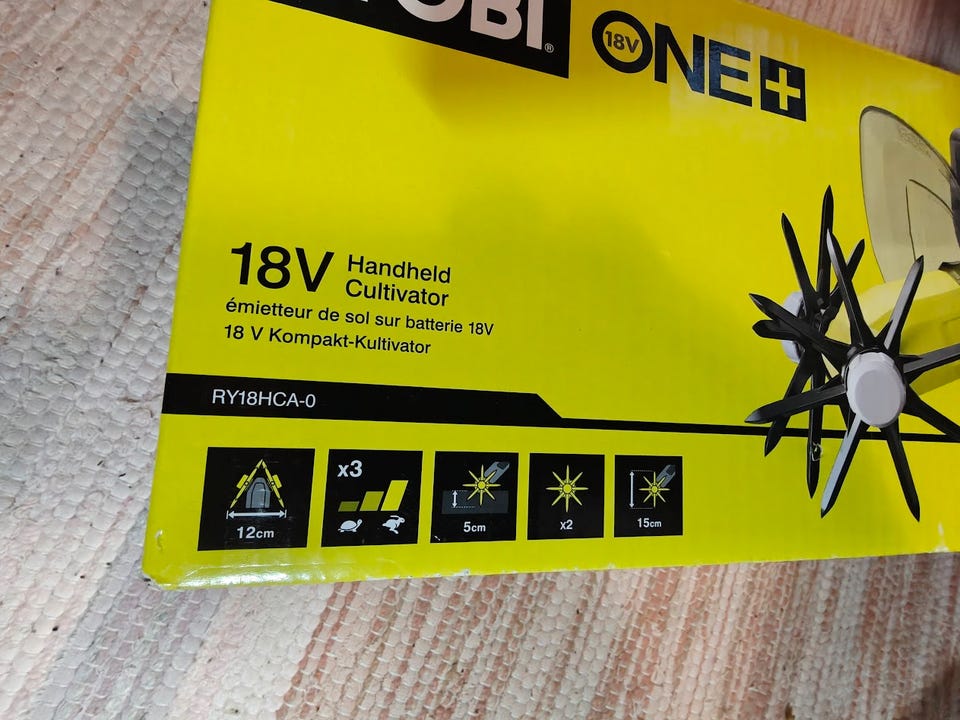 OBI®
18V ONE+
18V Handheld
Cultivator
émietteur de sol sur batterie 18V
18 V Kompakt-Kultivator
RY18HCA-0
12cm
x3
5cm
x2
15cm